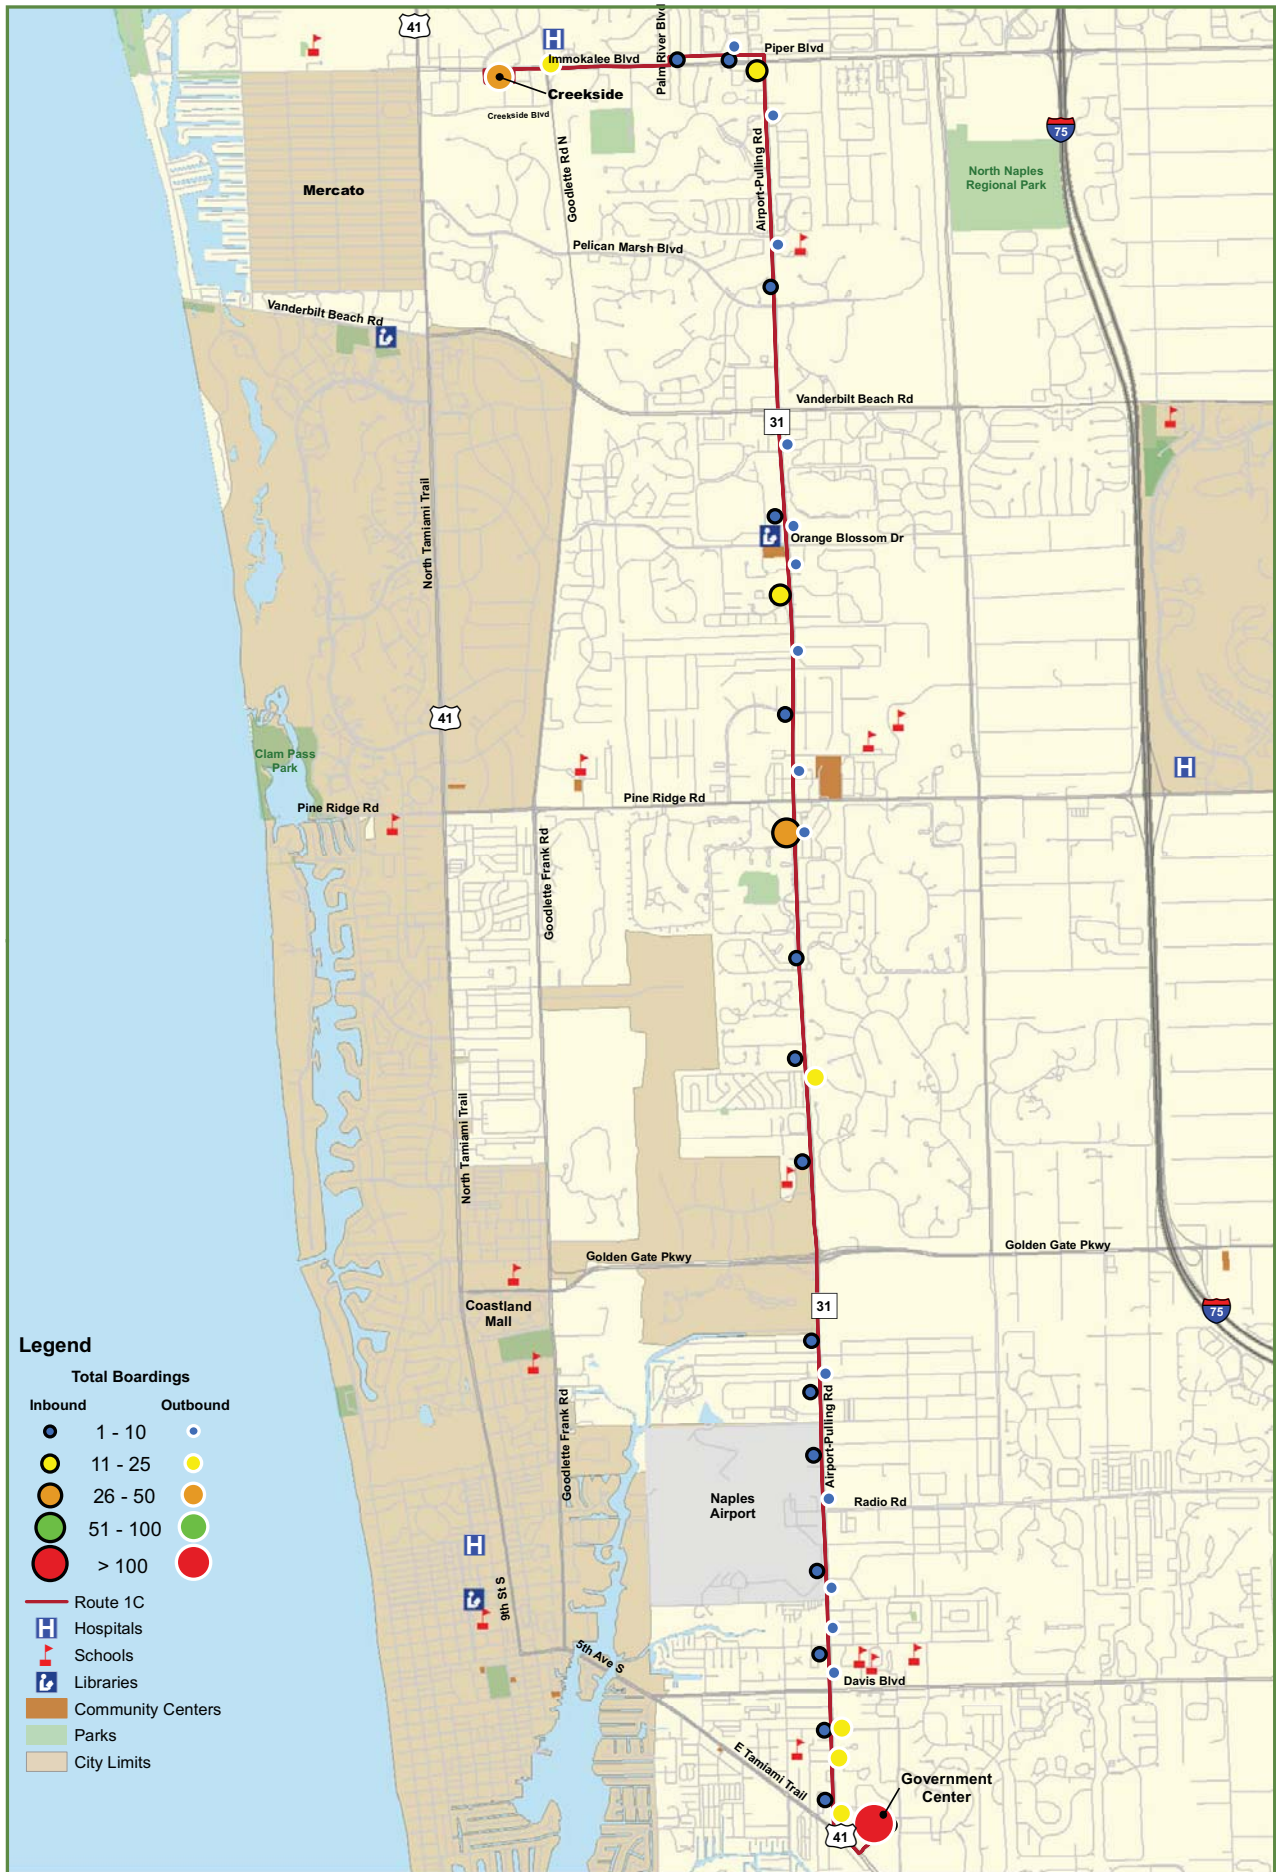 41
Palm River Blvd
Piper Blvd
H
Immokalee Blvd
Creekside
Creekside Blvd
75
Mercato
Goodlette Rd N
Airport-Pulling Rd
North Naples
Regional Park
Pelican Marsh Blvd
Vanderbilt Beach Rd
Vanderbilt Beach Rd
31
North Tamiami Trail
Orange Blossom Dr
41
Clam Pass
Park
H
Pine Ridge Rd
Pine Ridge Rd
Goodlette Frank Rd
North Tamiami Trail
Golden Gate Pkwy
Golden Gate Pkwy
Coastland
Mall
31
75
Airport-Pulling Rd
Goodlette Frank Rd
Naples
Airport
Radio Rd
H
9th St S
5th Ave S
Davis Blvd
E Tamiami Trail
Government
Center
41
Legend
Total Boardings
Inbound Outbound
1 - 10
11 - 25
26 - 50
51 - 100
> 100
Route 1C
H Hospitals
Schools
Libraries
Community Centers
Parks
City Limits